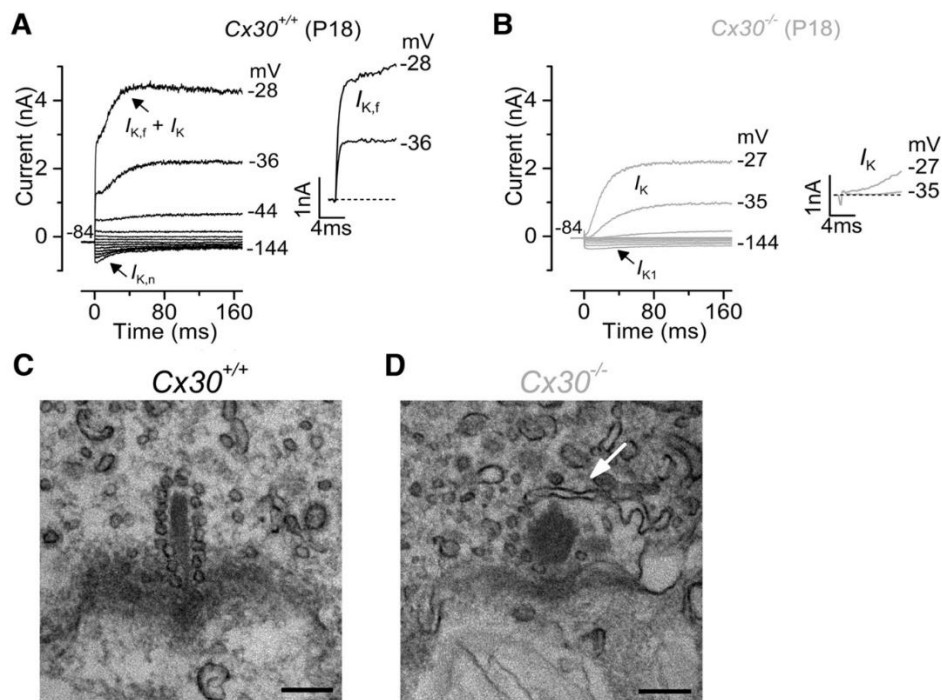 A Cx30+/+ (P18)
mV
-28
-36
-44
-84
-144
Current (nA)
4
2
0
IK,f + IK
IK,n
0 80 160
Time (ms)
-28
IK,f
-36
1nA
4ms
B Cx30-/- (P18)
mV
-27
-35
-84
-144
Current (nA)
4
2
0
IK
IK1
0 80 160
Time (ms)
mV
IK -27
-35
1nA
4ms
C Cx30+/+
D Cx30-/-